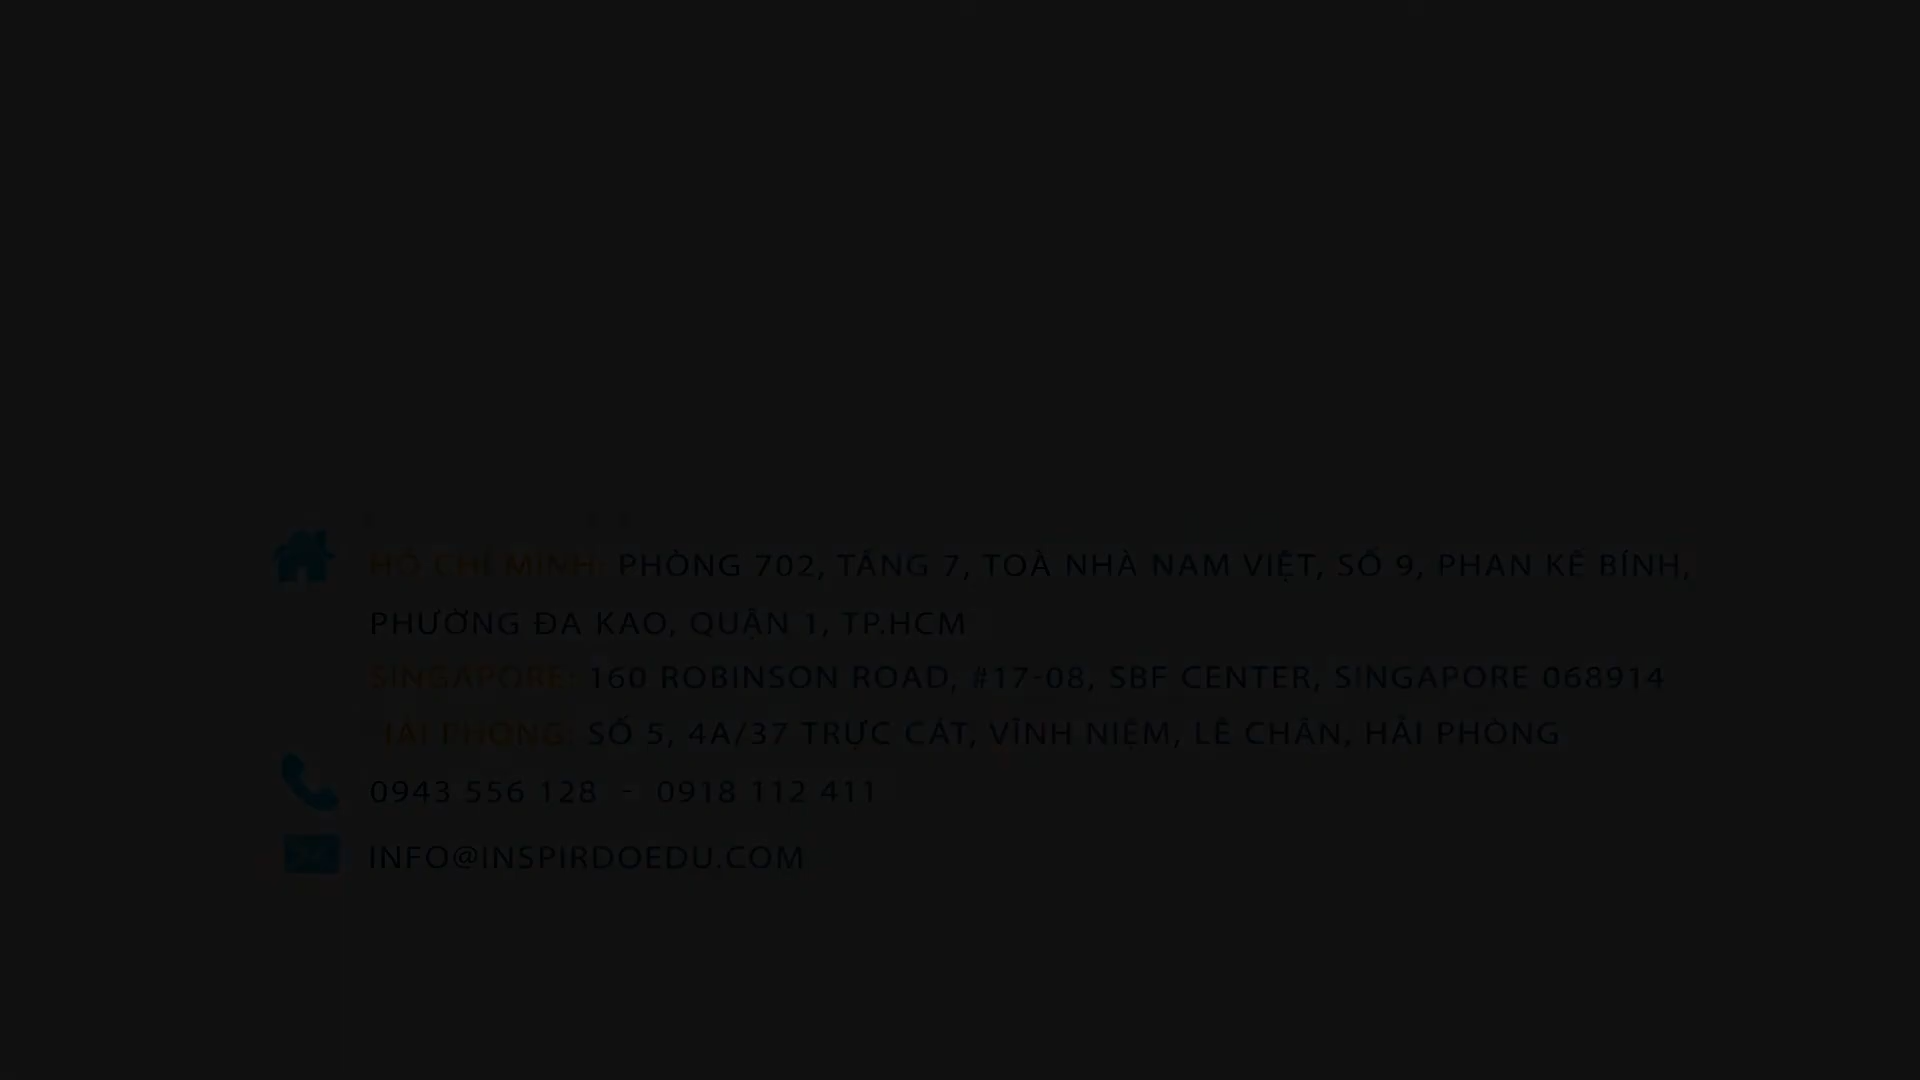 HỒ CHÍ MINH: PHÒNG 702, TẦNG 7, TOÀ NHÀ NAM VIỆT, SỐ 9, PHAN KẾ BÍNH,
PHƯỜNG ĐA KAO, QUẬN 1, TP.HCM
SINGAPORE: 160 ROBINSON ROAD, #17-08, SBF CENTER, SINGAPORE 068914
HẢI PHÒNG: SỐ 5, 4A/37 TRỰC CÁT, VĨNH NIỆM, LÊ CHÂN, HẢI PHÒNG
0943 556 128 - 0918 112 411
INFO@INSPIRDOEDU.COM